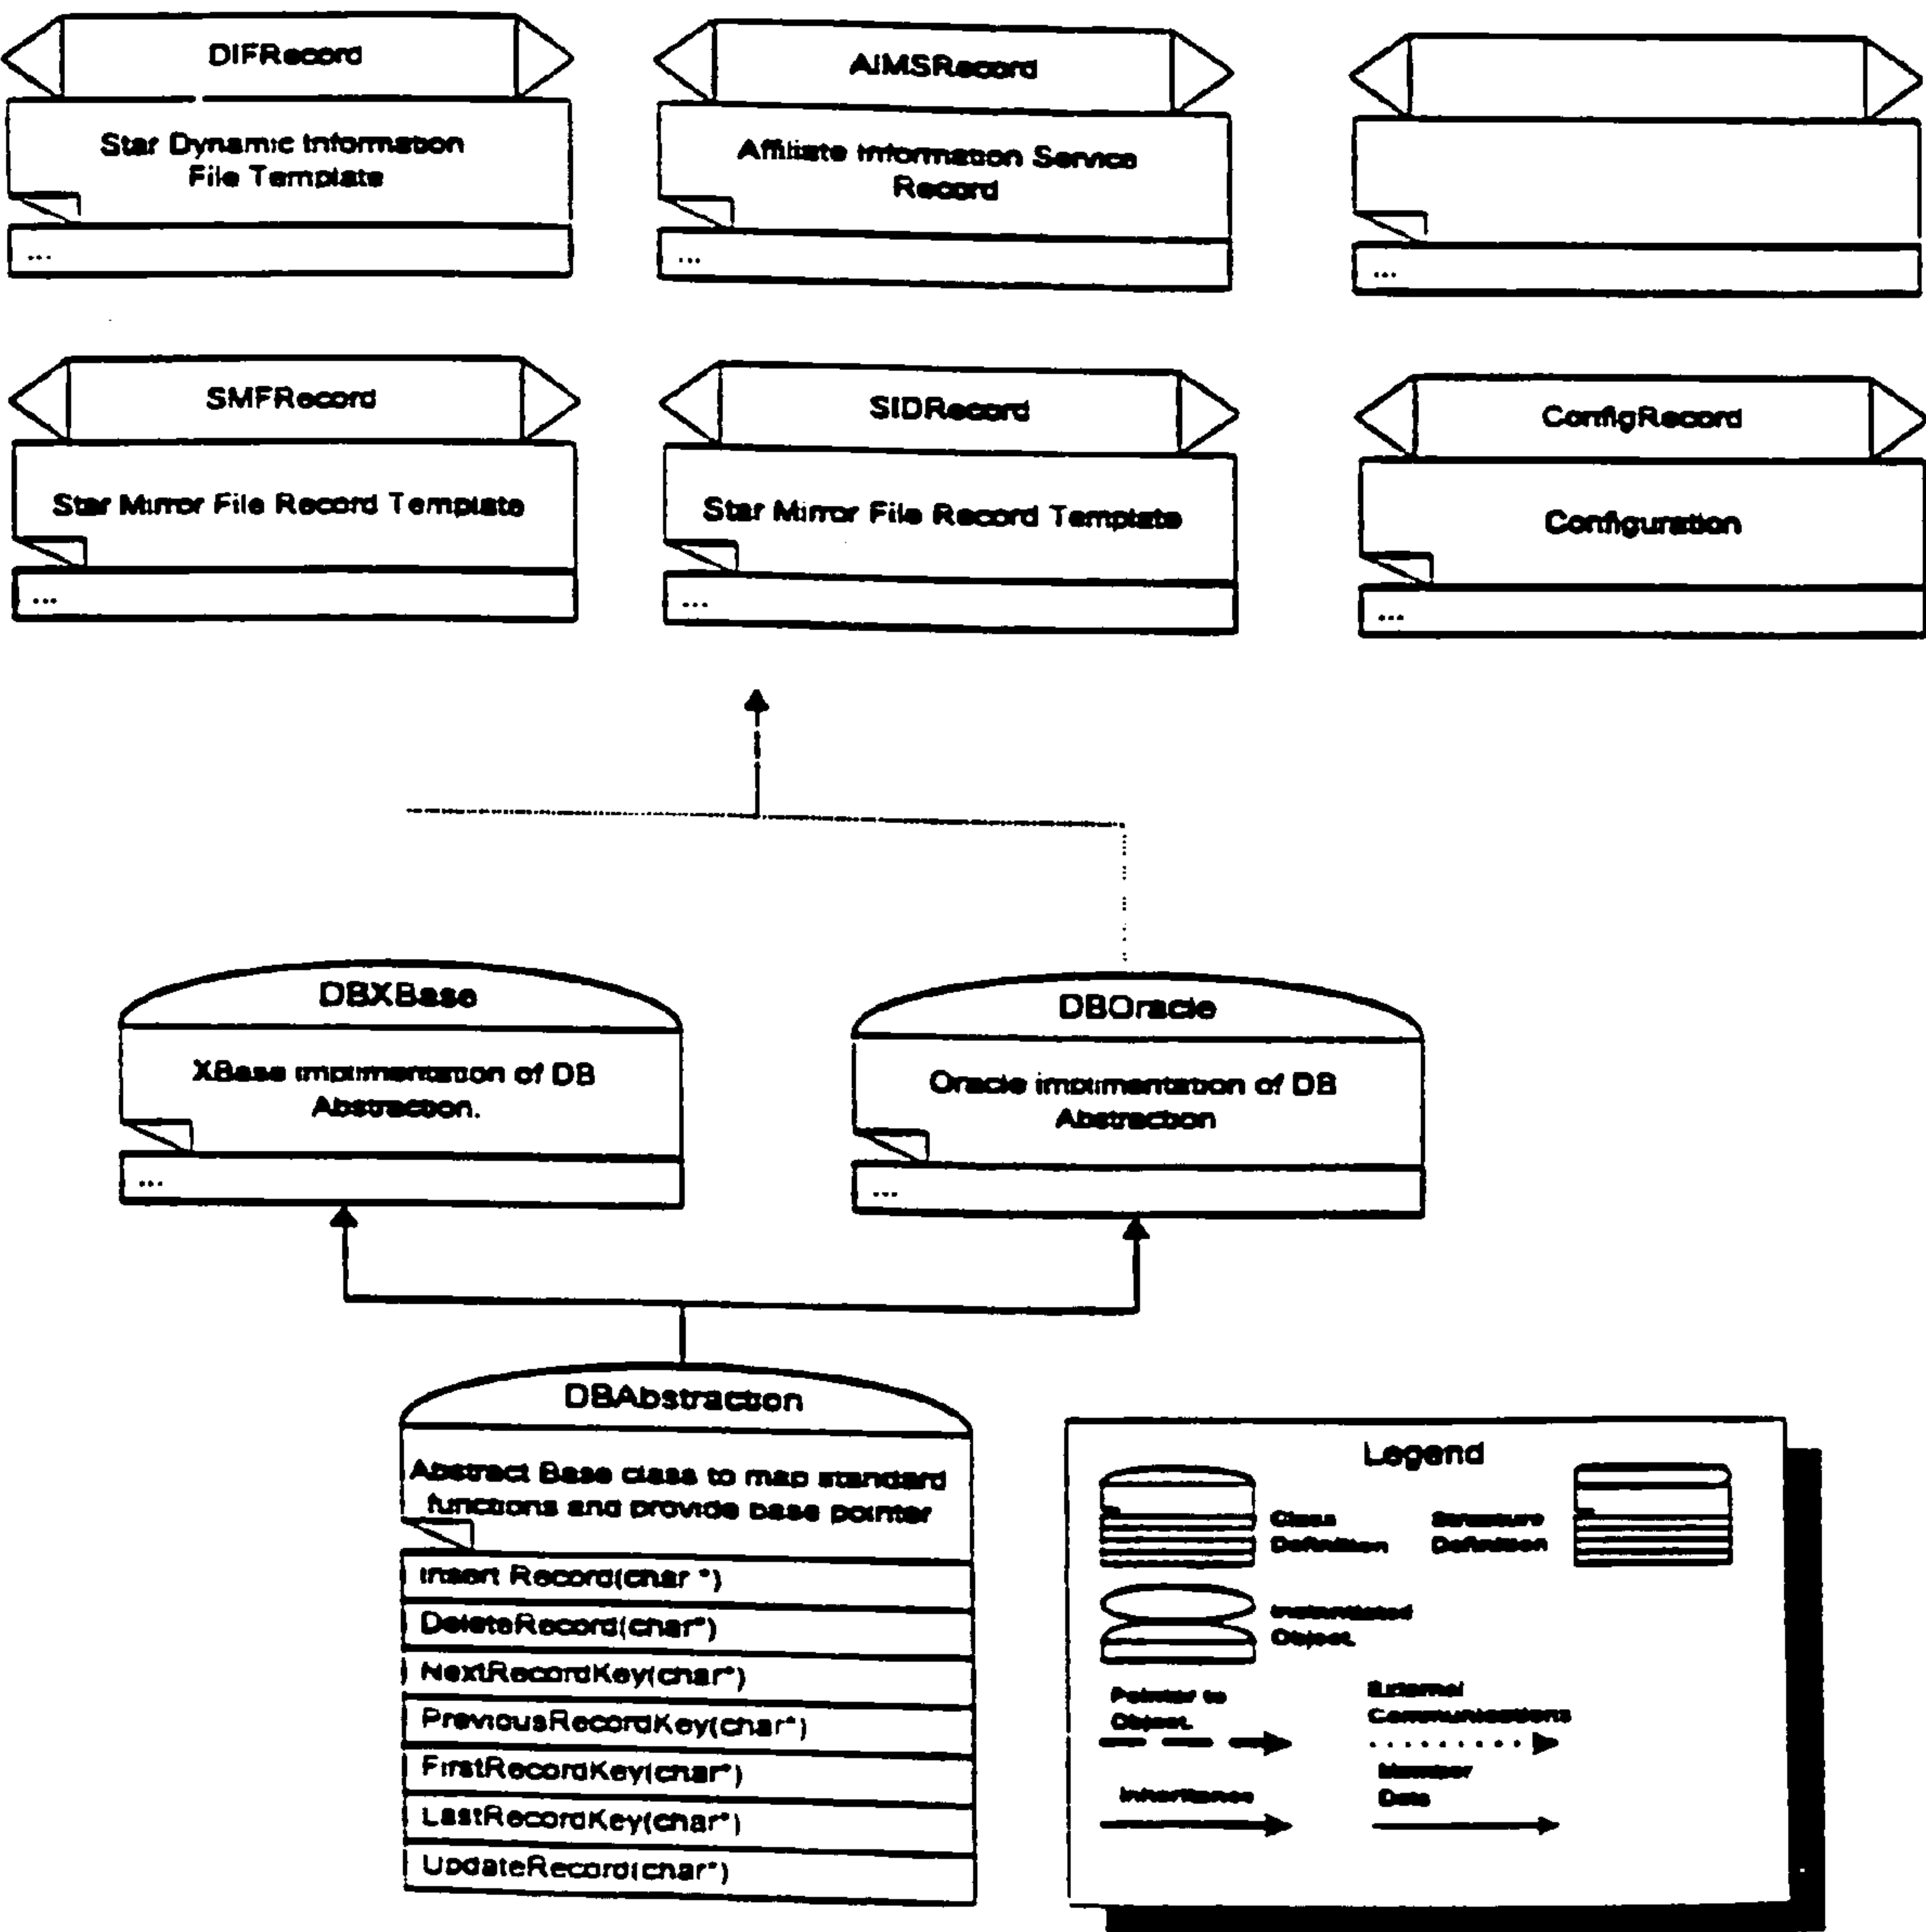 DIFRecord
Star Dynamic Information
File Template
...
AIMSRecord
Affiliate Information Service
Record
...
...
SMFRecord
Star Mirror File Record Template
...
SIDRecord
Star Mirror File Record Template
...
ConfigRecord
Configuration
...
DBXBase
XBase implimentation of DB
Abstraction.
...
DBOracle
Oracle implimentation of DB
Abstraction
...
DBAbstraction
Abstract Base class to map standard
functions and provide base pointer
Insert Record(char *)
DeleteRecord(char*)
NextRecordKey(char*)
PreviousRecordKey(char*)
FirstRecordKey(char*)
LastRecordKey(char*)
UpdateRecord(char*)
Legend
Class
Definition
Structure
Definition
Instantiated
Object.
Pointer to
Object.
External
Communications
Inheritance
Member
Data